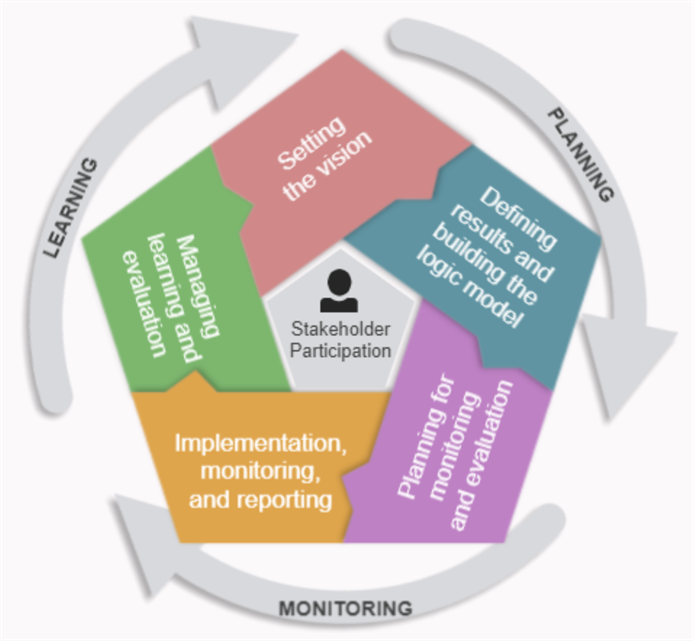 LEARNING
PLANNING
Setting
the vision
Defining
results and
building the
logic model
Managing
learning and
evaluation
Stakeholder
Participation
Planning for
monitoring
and evaluation
Implementation,
monitoring,
and reporting
MONITORING